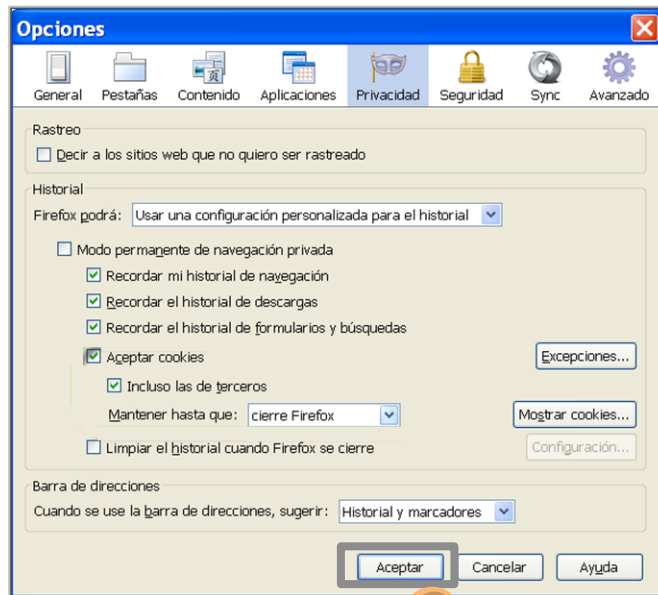 Opciones
General Pestañas Contenido Aplicaciones Privacidad Seguridad Sync Avanzado
Rastreo
Decir a los sitios web que no quiero ser rastreado
Historial
Firefox podrá: Usar una configuración personalizada para el historial
Modo permanente de navegación privada
Recordar mi historial de navegación
Recordar el historial de descargas
Recordar el historial de formularios y búsquedas
Aceptar cookies Excepciones...
Incluso las de terceros
Mantener hasta que: cierre Firefox Mostrar cookies...
Limpiar el historial cuando Firefox se cierre Configuración...
Barra de direcciones
Cuando se use la barra de direcciones, sugerir: Historial y marcadores
Aceptar Cancelar Ayuda